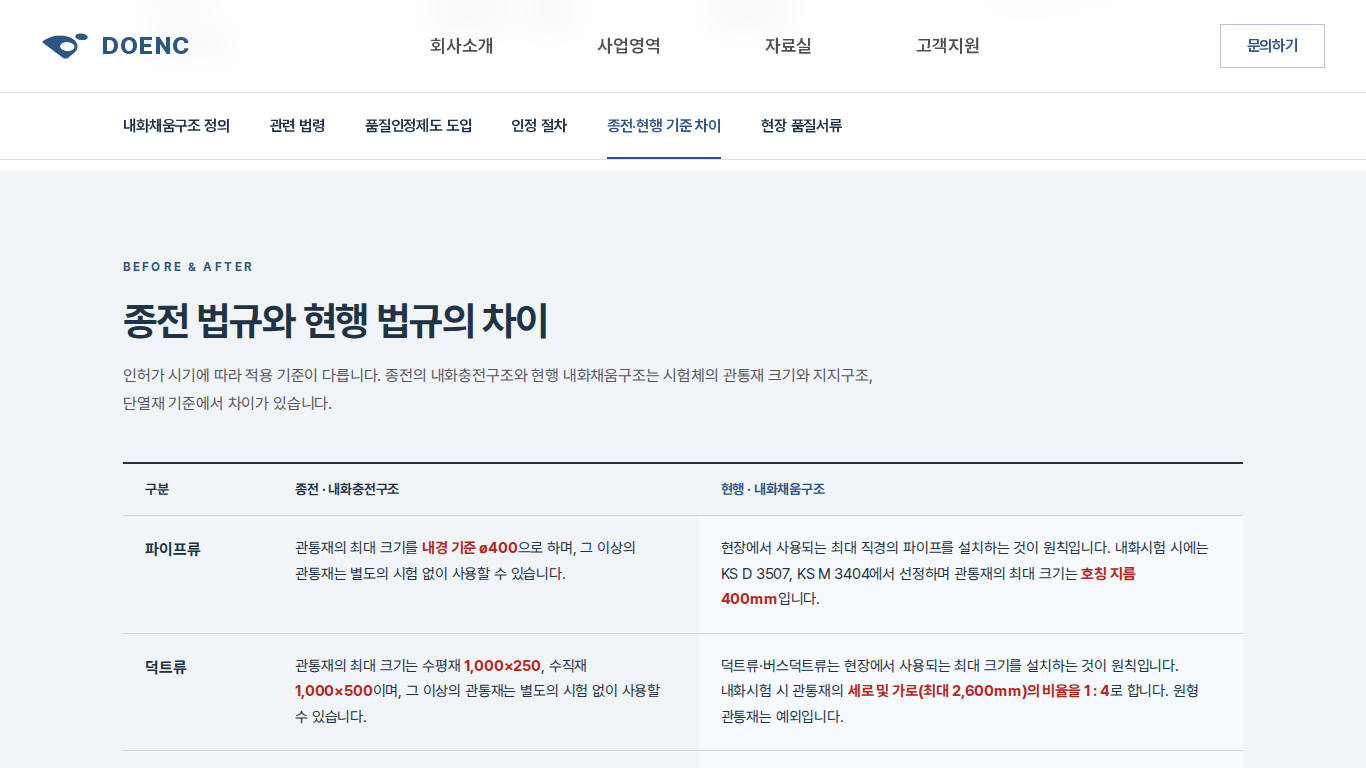 DOENC
회사소개
사업영역
자료실
고객지원
문의하기
내화채움구조 정의
관련 법령
품질인정제도 도입
인정 절차
종전·현행 기준 차이
현장 품질서류
BEFORE & AFTER
종전 법규와 현행 법규의 차이
인허가 시기에 따라 적용 기준이 다릅니다. 종전의 내화충전구조와 현행 내화채움구조는 시험체의 관통재 크기와 지지구조,
단열재 기준에서 차이가 있습니다.
구분
종전 · 내화충전구조
현행 · 내화채움구조
파이프류
관통재의 최대 크기를 내경 기준 ø400으로 하며, 그 이상의
관통재는 별도의 시험 없이 사용할 수 있습니다.
현장에서 사용되는 최대 직경의 파이프를 설치하는 것이 원칙입니다. 내화시험 시에는
KS D 3507, KS M 3404에서 선정하며 관통재의 최대 크기는 호칭 지름
400mm입니다.
덕트류
관통재의 최대 크기는 수평재 1,000×250, 수직재
1,000×500이며, 그 이상의 관통재는 별도의 시험 없이 사용할
수 있습니다.
덕트류·버스덕트류는 현장에서 사용되는 최대 크기를 설치하는 것이 원칙입니다.
내화시험 시 관통재의 세로 및 가로(최대 2,600mm)의 비율을 1 : 4로 합니다. 원형
관통재는 예외입니다.